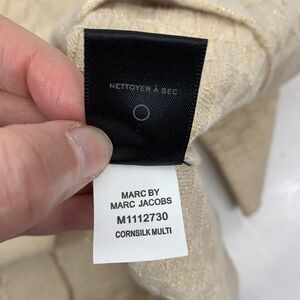 NETTOYER À SEC
MARC BY
MARC JACOBS
M1112730
CORNSILK MULTI